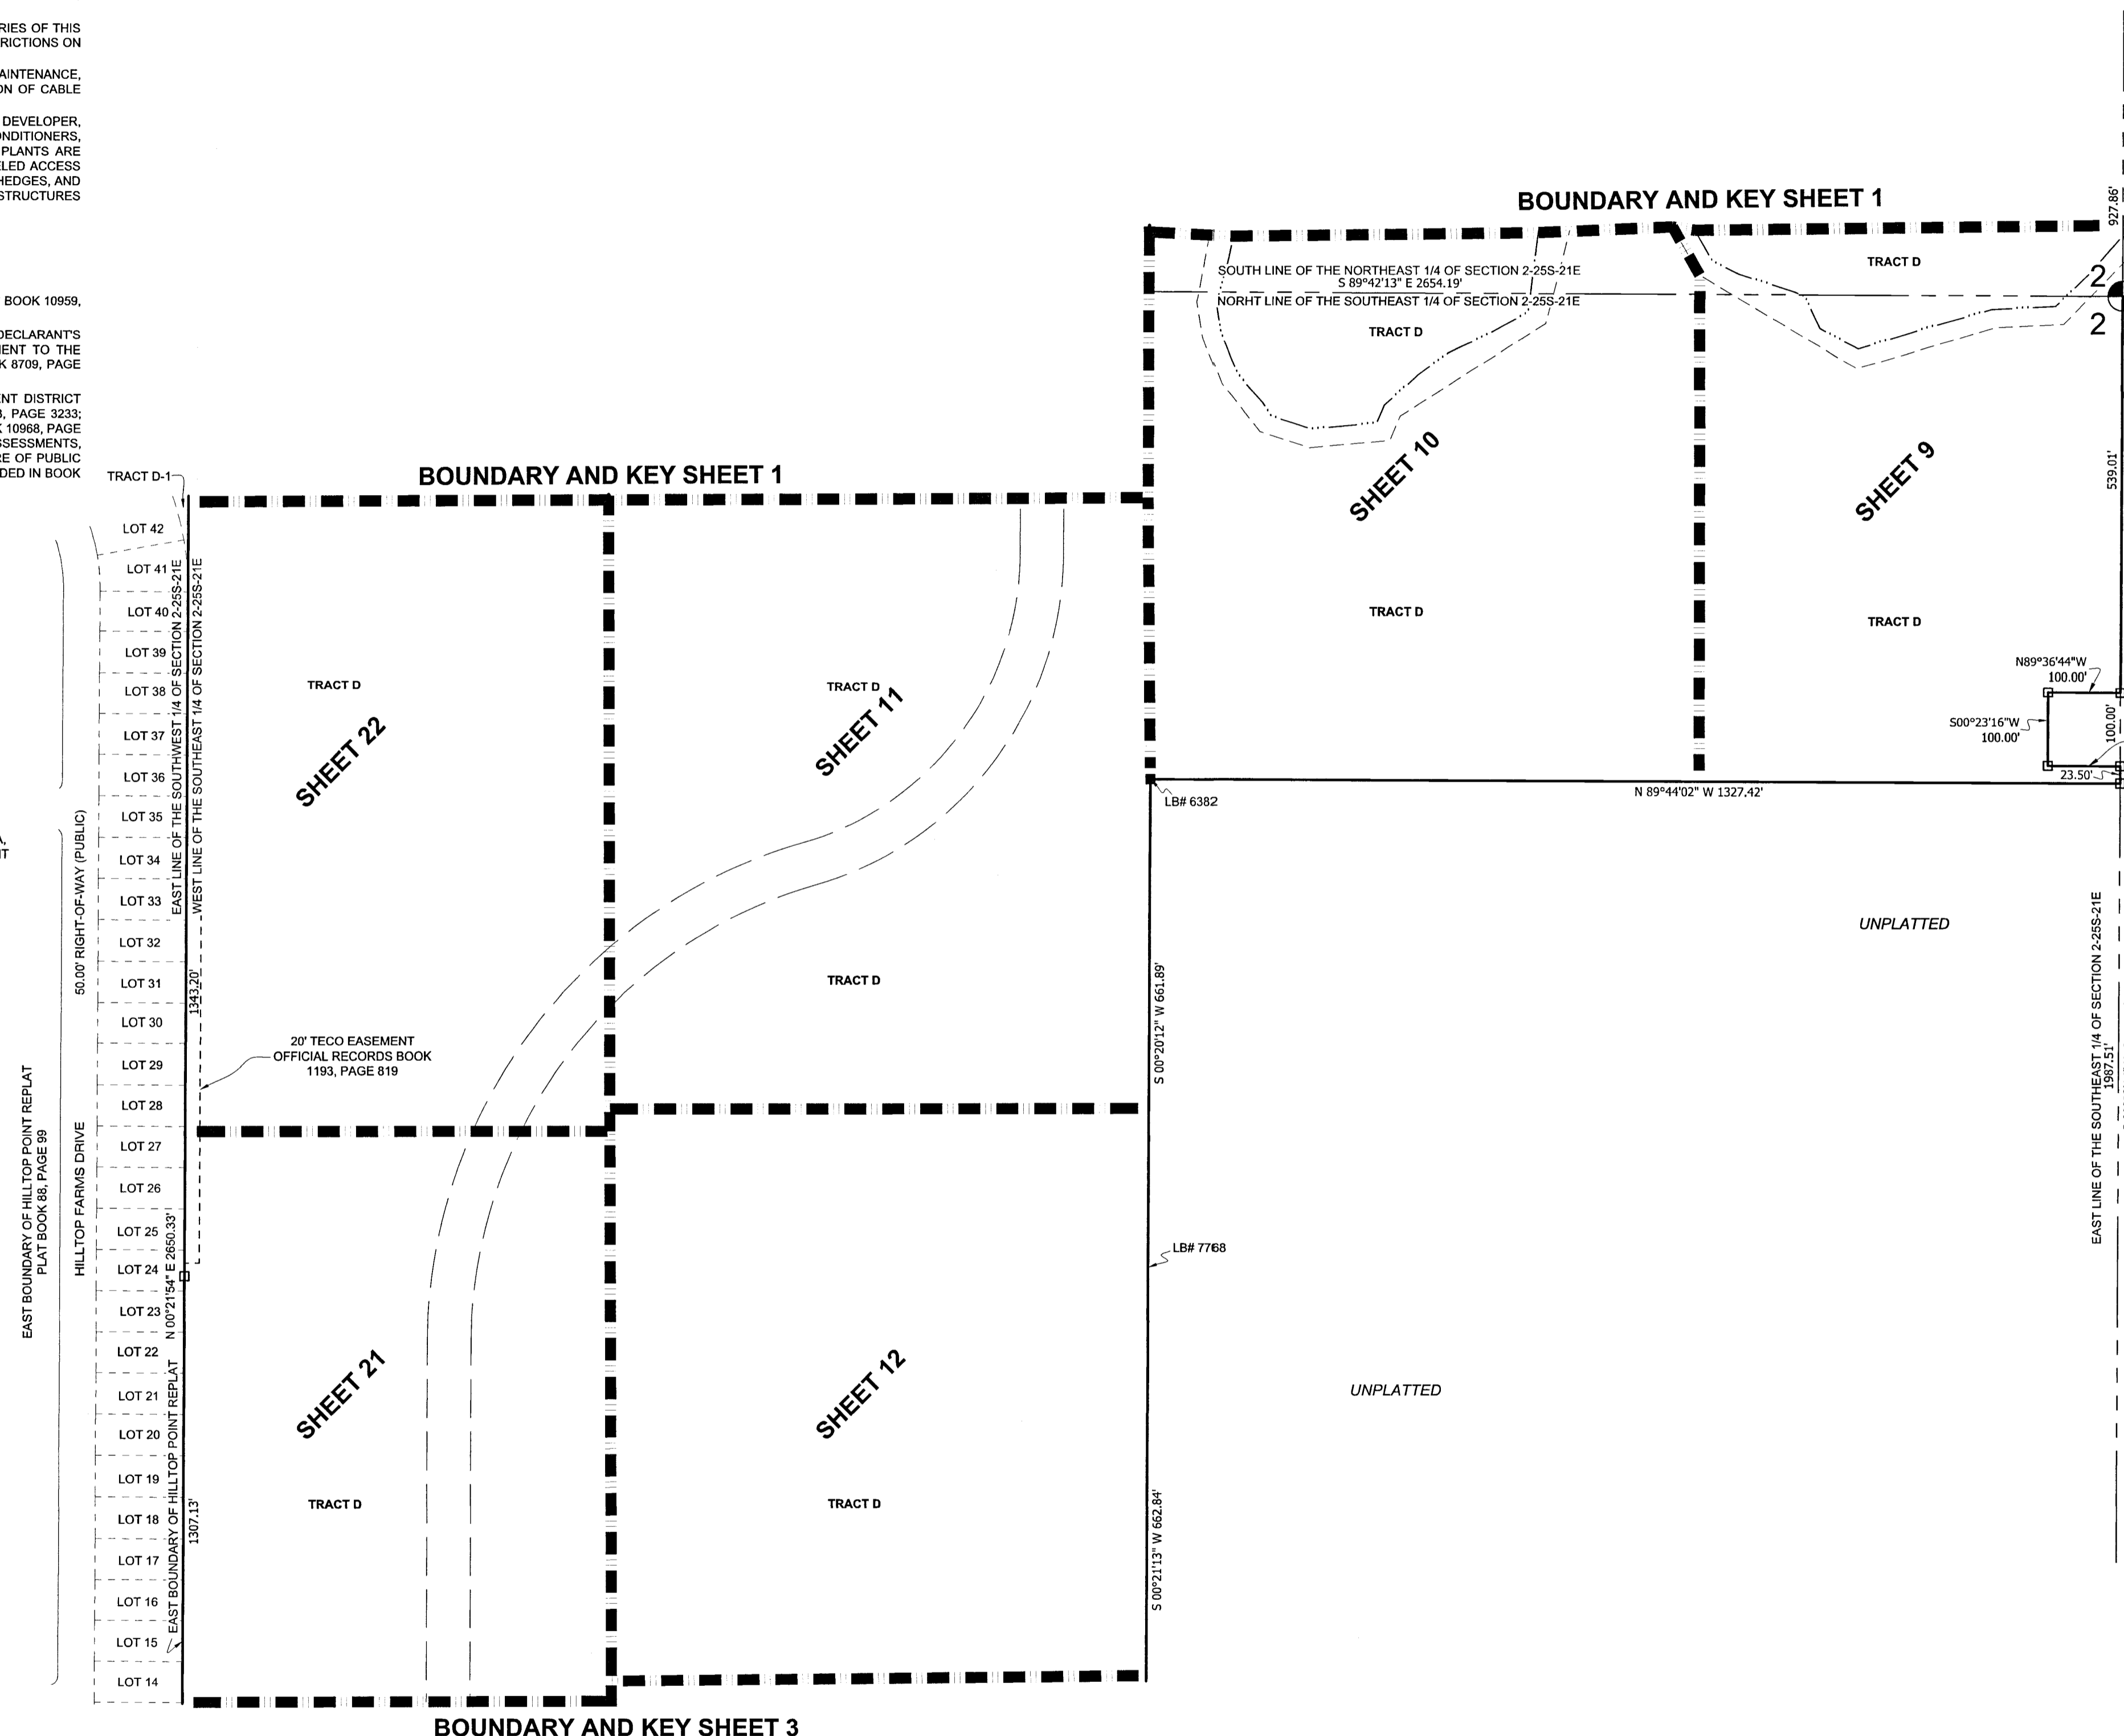 RIES OF THIS
RICTIONS ON
AINTENANCE,
ON OF CABLE
DEVELOPER,
ONDITIONERS,
PLANTS ARE
LED ACCESS
HEDGES, AND
STRUCTURES
BOOK 10959,
DECLARANT'S
MENT TO THE
K 8709, PAGE
ENT DISTRICT
3, PAGE 3233;
K 10968, PAGE
SSESSMENTS,
RE OF PUBLIC
DED IN BOOK
BOUNDARY AND KEY SHEET 1
927.86'
SOUTH LINE OF THE NORTHEAST 1/4 OF SECTION 2-25S-21E
S 89°42'13" E 2654.19'
NORHT LINE OF THE SOUTHEAST 1/4 OF SECTION 2-25S-21E
TRACT D
TRACT D
2
2
SHEET 10
SHEET 9
539.01'
TRACT D
TRACT D
N89°36'44"W
100.00'
S00°23'16"W
100.00'
100.00'
23.50'
N 89°44'02" W 1327.42'
LB# 6382
BOUNDARY AND KEY SHEET 1
TRACT D-1
LOT 42
LOT 41
LOT 40
LOT 39
LOT 38
LOT 37
LOT 36
LOT 35
LOT 34
LOT 33
LOT 32
LOT 31
LOT 30
LOT 29
LOT 28
LOT 27
LOT 26
LOT 25
LOT 24
LOT 23
LOT 22
LOT 21
LOT 20
LOT 19
LOT 18
LOT 17
LOT 16
LOT 15
LOT 14
EAST LINE OF THE SOUTHWEST 1/4 OF SECTION 2-25S-21E
WEST LINE OF THE SOUTHEAST 1/4 OF SECTION 2-25S-21E
1343.20'
50.00' RIGHT-OF-WAY (PUBLIC)
HILLTOP FARMS DRIVE
EAST BOUNDARY OF HILLTOP POINT REPLAT
PLAT BOOK 88, PAGE 99
N 00°21'54" E 2650.33'
EAST BOUNDARY OF HILLTOP POINT REPLAT
1307.13'
TRACT D
SHEET 22
TRACT D
SHEET 11
TRACT D
20' TECO EASEMENT
OFFICIAL RECORDS BOOK
1193, PAGE 819
SHEET 21
TRACT D
SHEET 12
TRACT D
S 00°20'12" W 661.89'
LB# 7768
S 00°21'13" W 662.84'
UNPLATTED
UNPLATTED
EAST LINE OF THE SOUTHEAST 1/4 OF SECTION 2-25S-21E
1987.51'
BOUNDARY AND KEY SHEET 3